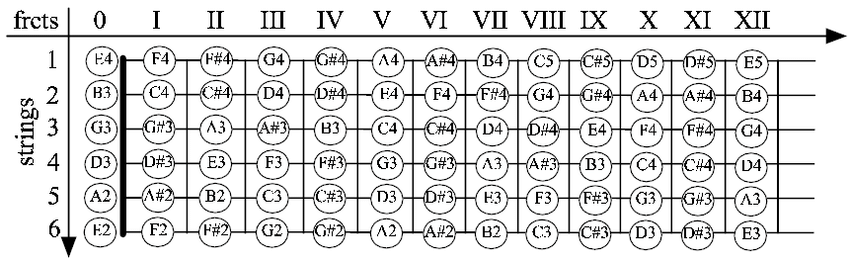 frets 0 I II III IV V VI VII VIII IX X XI XII
strings
1 E4 F4 F#4 G4 G#4 A4 A#4 B4 C5 C#5 D5 D#5 E5
2 B3 C4 C#4 D4 D#4 E4 F4 F#4 G4 G#4 A4 A#4 B4
3 G3 G#3 A3 A#3 B3 C4 C#4 D4 D#4 E4 F4 F#4 G4
4 D3 D#3 E3 F3 F#3 G3 G#3 A3 A#3 B3 C4 C#4 D4
5 A2 A#2 B2 C3 C#3 D3 D#3 E3 F3 F#3 G3 G#3 A3
6 E2 F2 F#2 G2 G#2 A2 A#2 B2 C3 C#3 D3 D#3 E3